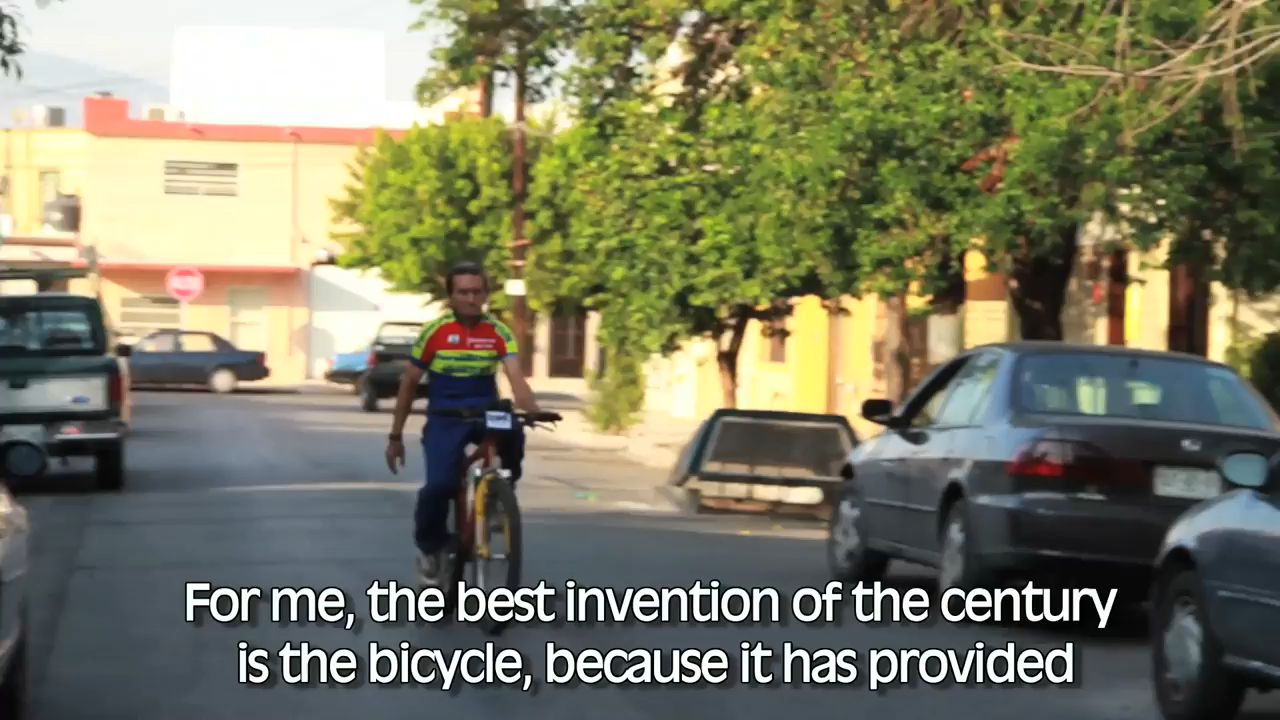 For me, the best invention of the century
is the bicycle, because it has provided